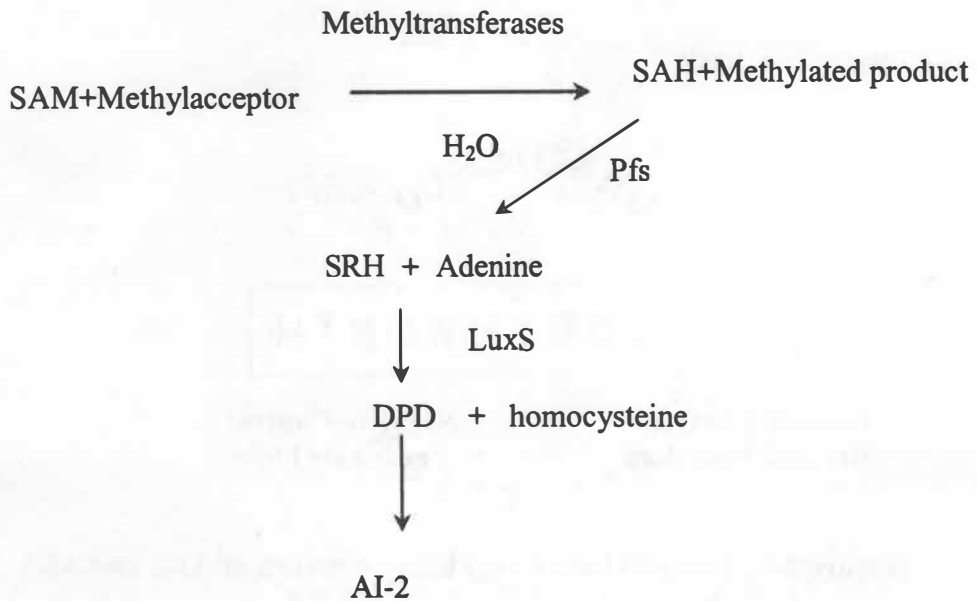 Methyltransferases
SAM+Methylacceptor
SAH+Methylated product
H₂O
Pfs
SRH + Adenine
LuxS
DPD + homocysteine
AI-2